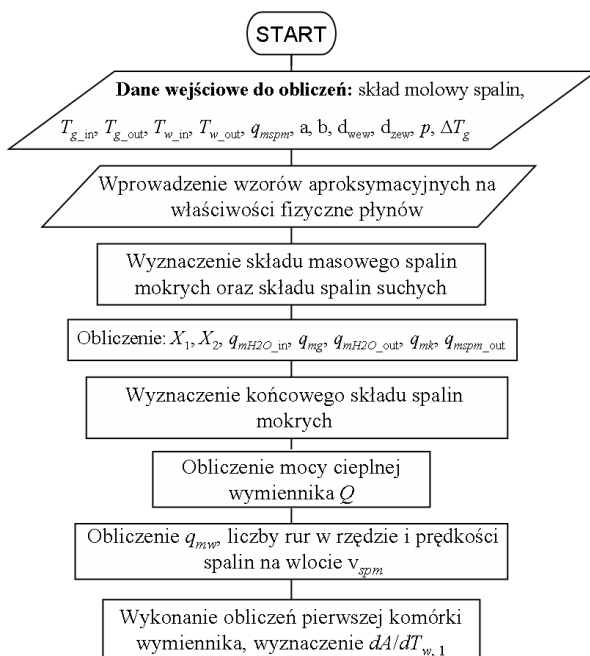 START
Dane wejściowe do obliczeń: skład molowy spalin,
T_g_in, T_g_out, T_w_in, T_w_out, q_mspm, a, b, d_wew, d_zew, p, ΔT_g
Wprowadzenie wzorów aproksymacyjnych na
właściwości fizyczne płynów
Wyznaczenie składu masowego spalin
mokrych oraz składu spalin suchych
Obliczenie: X_1, X_2, q_mH2O_in, q_mg, q_mH2O_out, q_mk, q_mspm_out
Wyznaczenie końcowego składu spalin
mokrych
Obliczenie mocy cieplnej
wymiennika Q
Obliczenie q_mw, liczby rur w rzędzie i prędkości
spalin na wlocie v_spm
Wykonanie obliczeń pierwszej komórki
wymiennika, wyznaczenie dA/dT_w,1